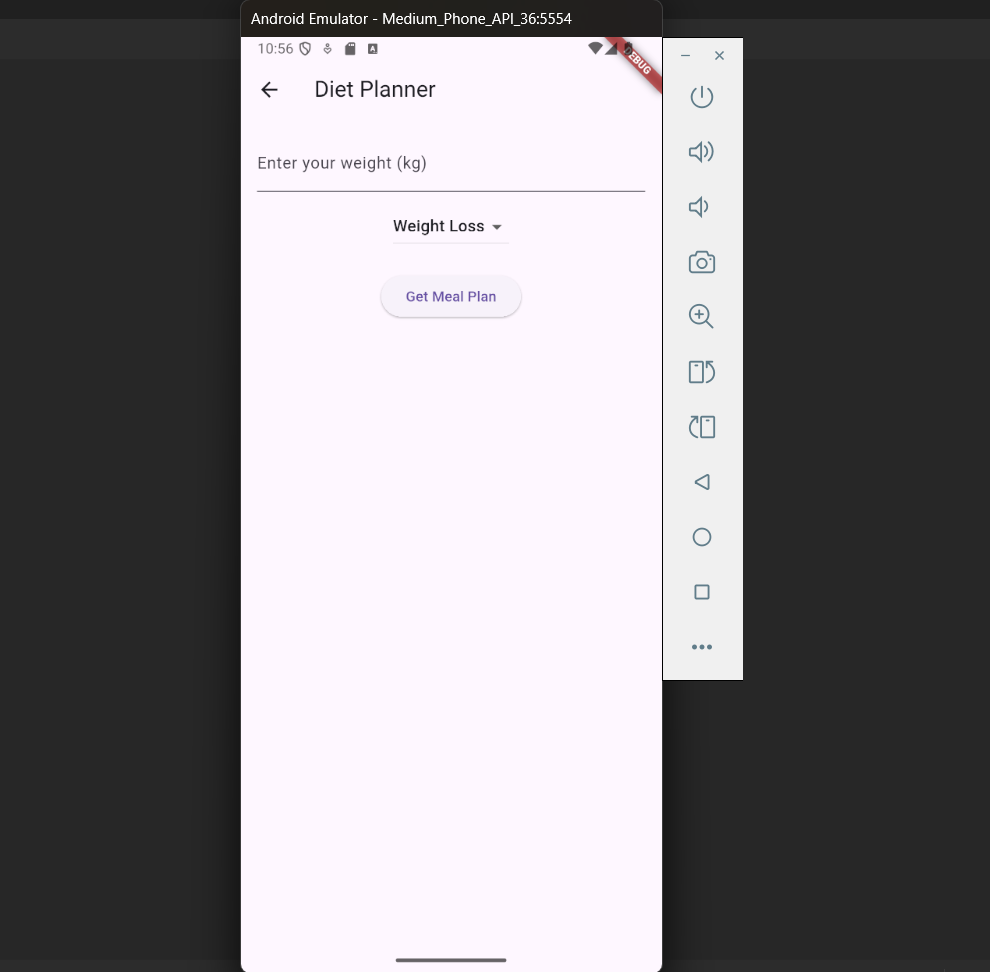 Android Emulator - Medium_Phone_API_36:5554
10:56
DEBUG
Diet Planner
Enter your weight (kg)
Weight Loss
Get Meal Plan